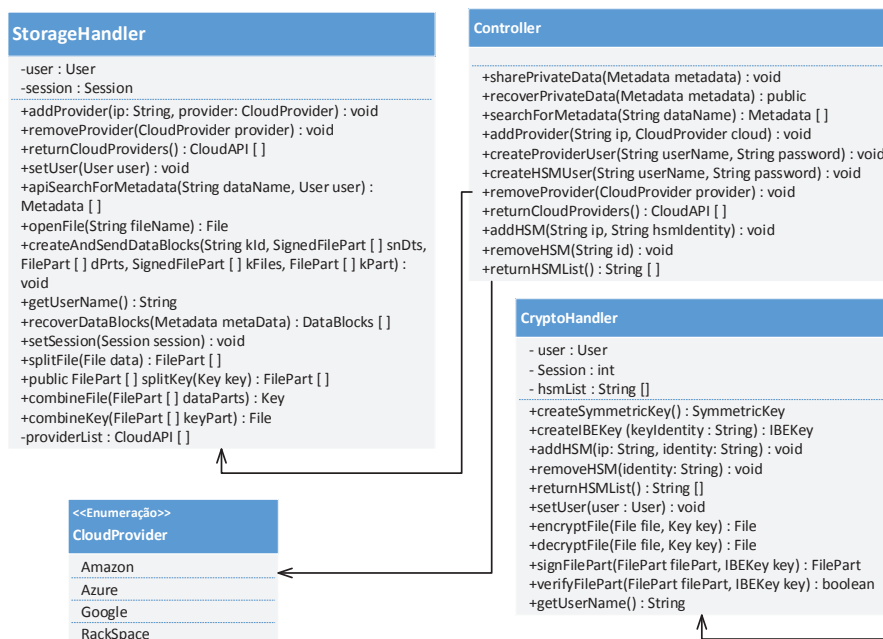 StorageHandler
-user : User
-session : Session
+addProvider(ip: String, provider: CloudProvider) : void
+removeProvider(CloudProvider provider) : void
+returnCloudProviders() : CloudAPI [ ]
+setUser(User user) : void
+apiSearchForMetadata(String dataName, User user) :
Metadata [ ]
+openFile(String fileName) : File
+createAndSendDataBlocks(String kId, SignedFilePart [ ] snDts,
FilePart [ ] dPrts, SignedFilePart [ ] kFiles, FilePart [ ] kPart) :
void
+getUserName() : String
+recoverDataBlocks(Metadata metaData) : DataBlocks [ ]
+setSession(Session session) : void
+splitFile(File data) : FilePart [ ]
+public FilePart [ ] splitKey(Key key) : FilePart [ ]
+combineFile(FilePart [ ] dataParts) : Key
+combineKey(FilePart [ ] keyPart) : File
-providerList : CloudAPI [ ]
Controller
+sharePrivateData(Metadata metadata) : void
+recoverPrivateData(Metadata metadata) : public
+searchForMetadata(String dataName) : Metadata [ ]
+addProvider(String ip, CloudProvider cloud) : void
+createProviderUser(String userName, String password) : void
+createHSMUser(String userName, String password) : void
+removeProvider(CloudProvider provider) : void
+returnCloudProviders() : CloudAPI [ ]
+addHSM(String ip, String hsmIdentity) : void
+removeHSM(String id) : void
+returnHSMList() : String [ ]
CryptoHandler
- user : User
- Session : int
- hsmList : String []
+createSymmetricKey() : SymmetricKey
+createIBEKey (keyIdentity : String) : IBEKey
+addHSM(ip: String, identity: String) : void
+removeHSM(identity: String) : void
+returnHSMList() : String []
+setUser(user : User) : void
+encryptFile(File file, Key key) : File
+decryptFile(File file, Key key) : File
+signFilePart(FilePart filePart, IBEKey key) : FilePart
+verifyFilePart(FilePart filePart, IBEKey key) : boolean
+getUserName() : String
<<Enumeração>>
CloudProvider
Amazon
Azure
Google
RackSpace